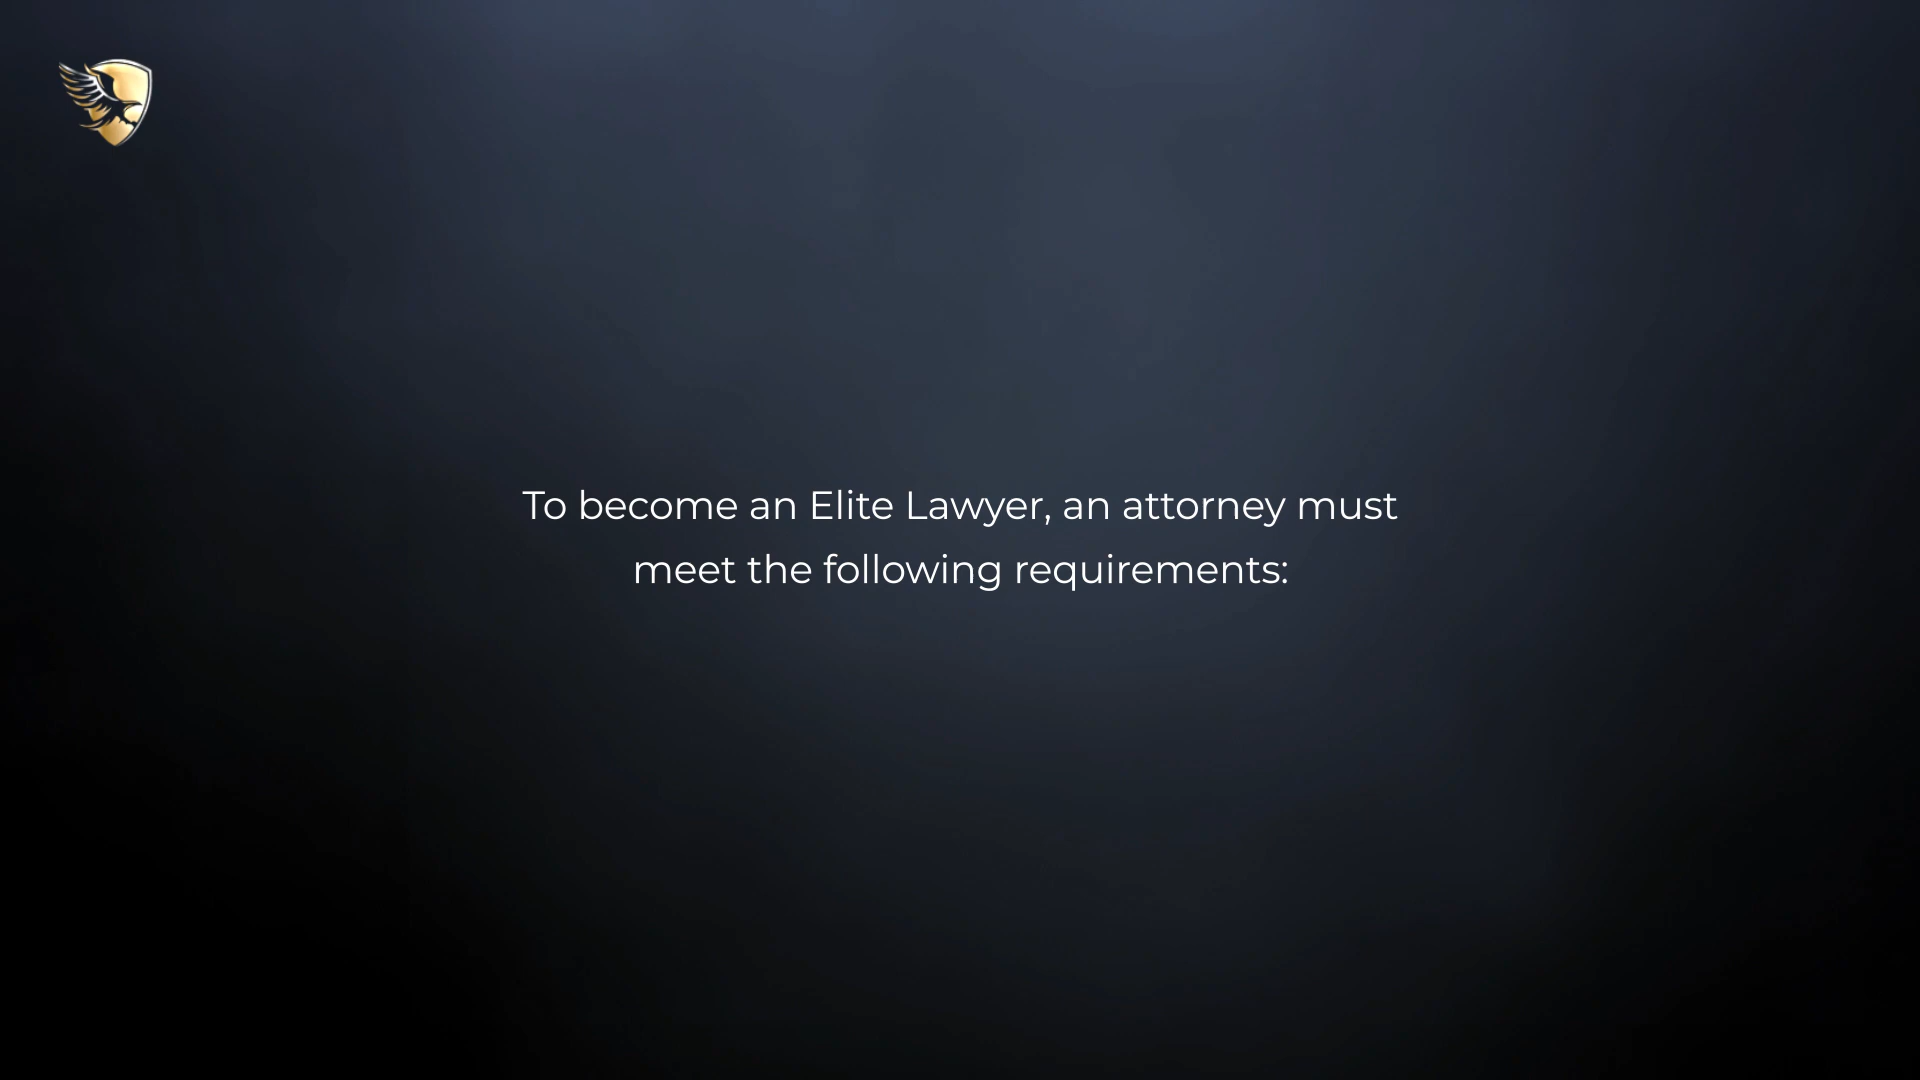 To become an Elite Lawyer, an attorney must
meet the following requirements: